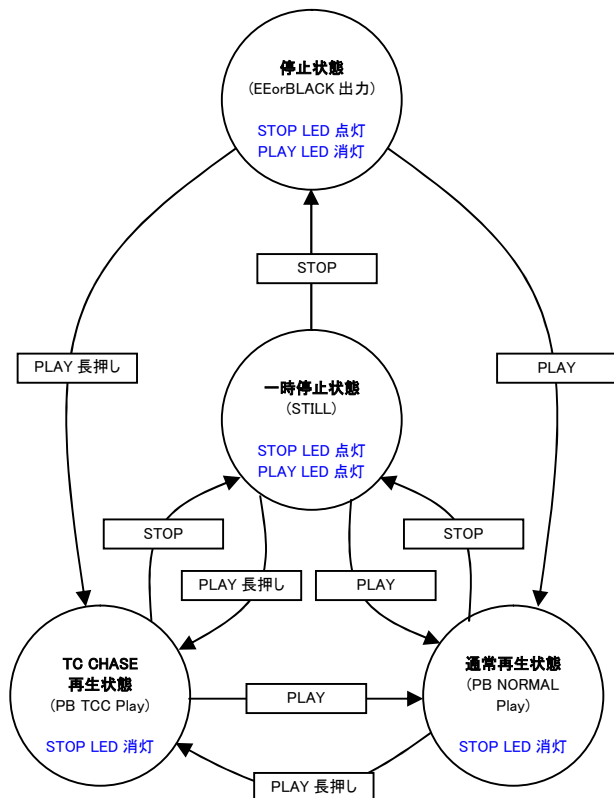 停止状態
(EEorBLACK 出力)
STOP LED 点灯
PLAY LED 消灯
STOP
PLAY 長押し
PLAY
一時停止状態
(STILL)
STOP LED 点灯
PLAY LED 点灯
STOP
STOP
PLAY 長押し
PLAY
TC CHASE
再生状態
(PB TCC Play)
STOP LED 消灯
PLAY
通常再生状態
(PB NORMAL
Play)
STOP LED 消灯
PLAY 長押し